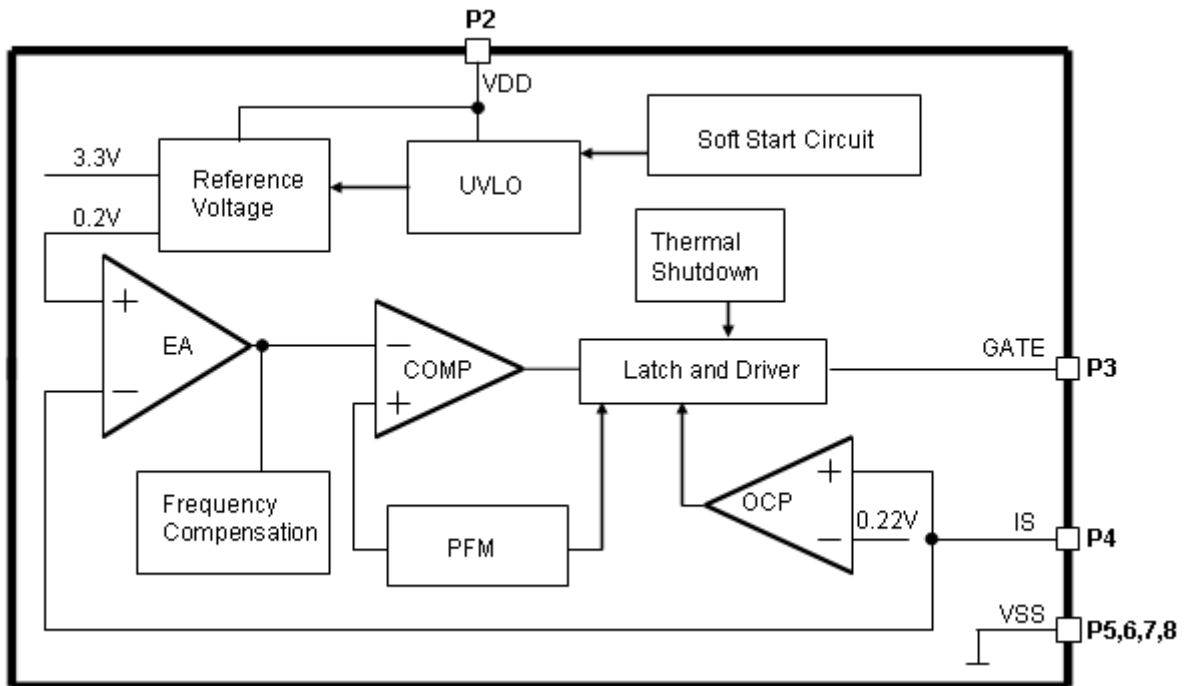 P2
VDD
Soft Start Circuit
3.3V
Reference
Voltage
UVLO
0.2V
Thermal
Shutdown
+
EA
−
−
COMP
+
Latch and Driver
GATE
P3
Frequency
Compensation
PFM
+
OCP
0.22V
−
IS
P4
VSS
P5,6,7,8